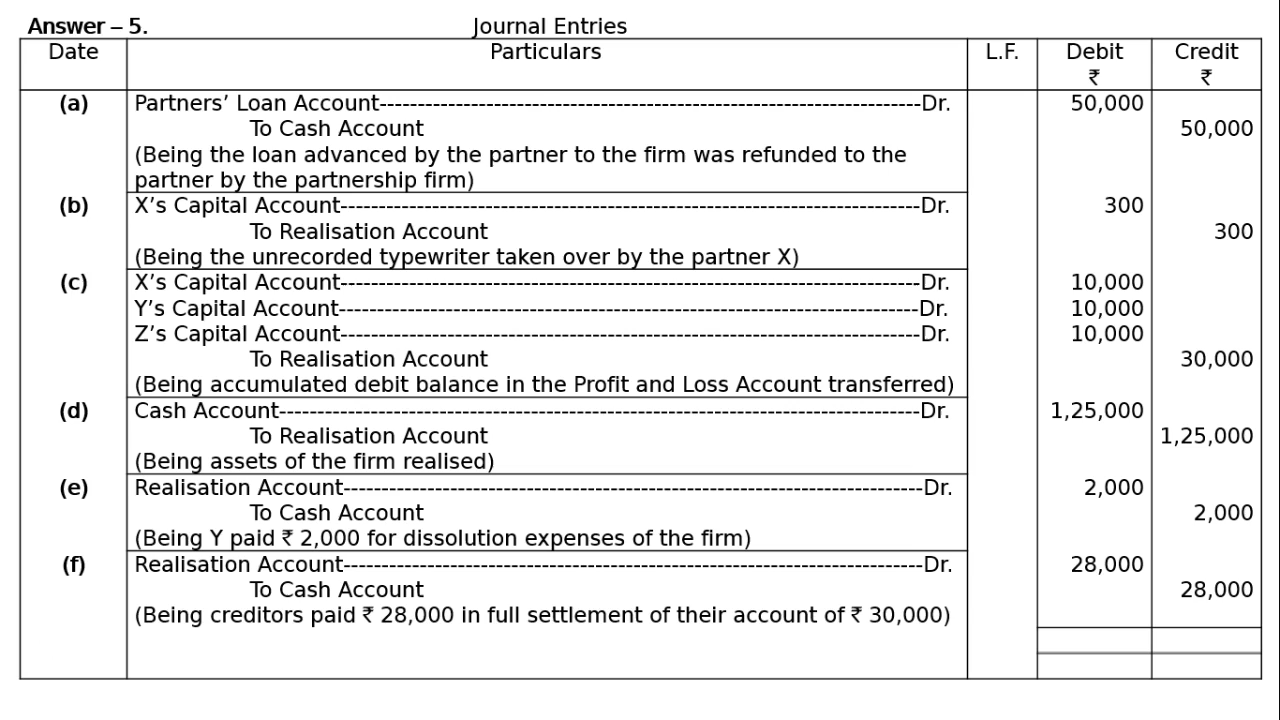 Answer – 5. Journal Entries
Date Particulars L.F. Debit Credit
₹ ₹
(a) Partners’ Loan Account-----------------------------------------------------------------------Dr. 50,000
To Cash Account 50,000
(Being the loan advanced by the partner to the firm was refunded to the
partner by the partnership firm)
(b) X’s Capital Account----------------------------------------------------------------------------Dr. 300
To Realisation Account 300
(Being the unrecorded typewriter taken over by the partner X)
(c) X’s Capital Account----------------------------------------------------------------------------Dr. 10,000
Y’s Capital Account----------------------------------------------------------------------------Dr. 10,000
Z’s Capital Account----------------------------------------------------------------------------Dr. 10,000
To Realisation Account 30,000
(Being accumulated debit balance in the Profit and Loss Account transferred)
(d) Cash Account------------------------------------------------------------------------------------Dr. 1,25,000
To Realisation Account 1,25,000
(Being assets of the firm realised)
(e) Realisation Account----------------------------------------------------------------------------Dr. 2,000
To Cash Account 2,000
(Being Y paid ₹ 2,000 for dissolution expenses of the firm)
(f) Realisation Account----------------------------------------------------------------------------Dr. 28,000
To Cash Account 28,000
(Being creditors paid ₹ 28,000 in full settlement of their account of ₹ 30,000)